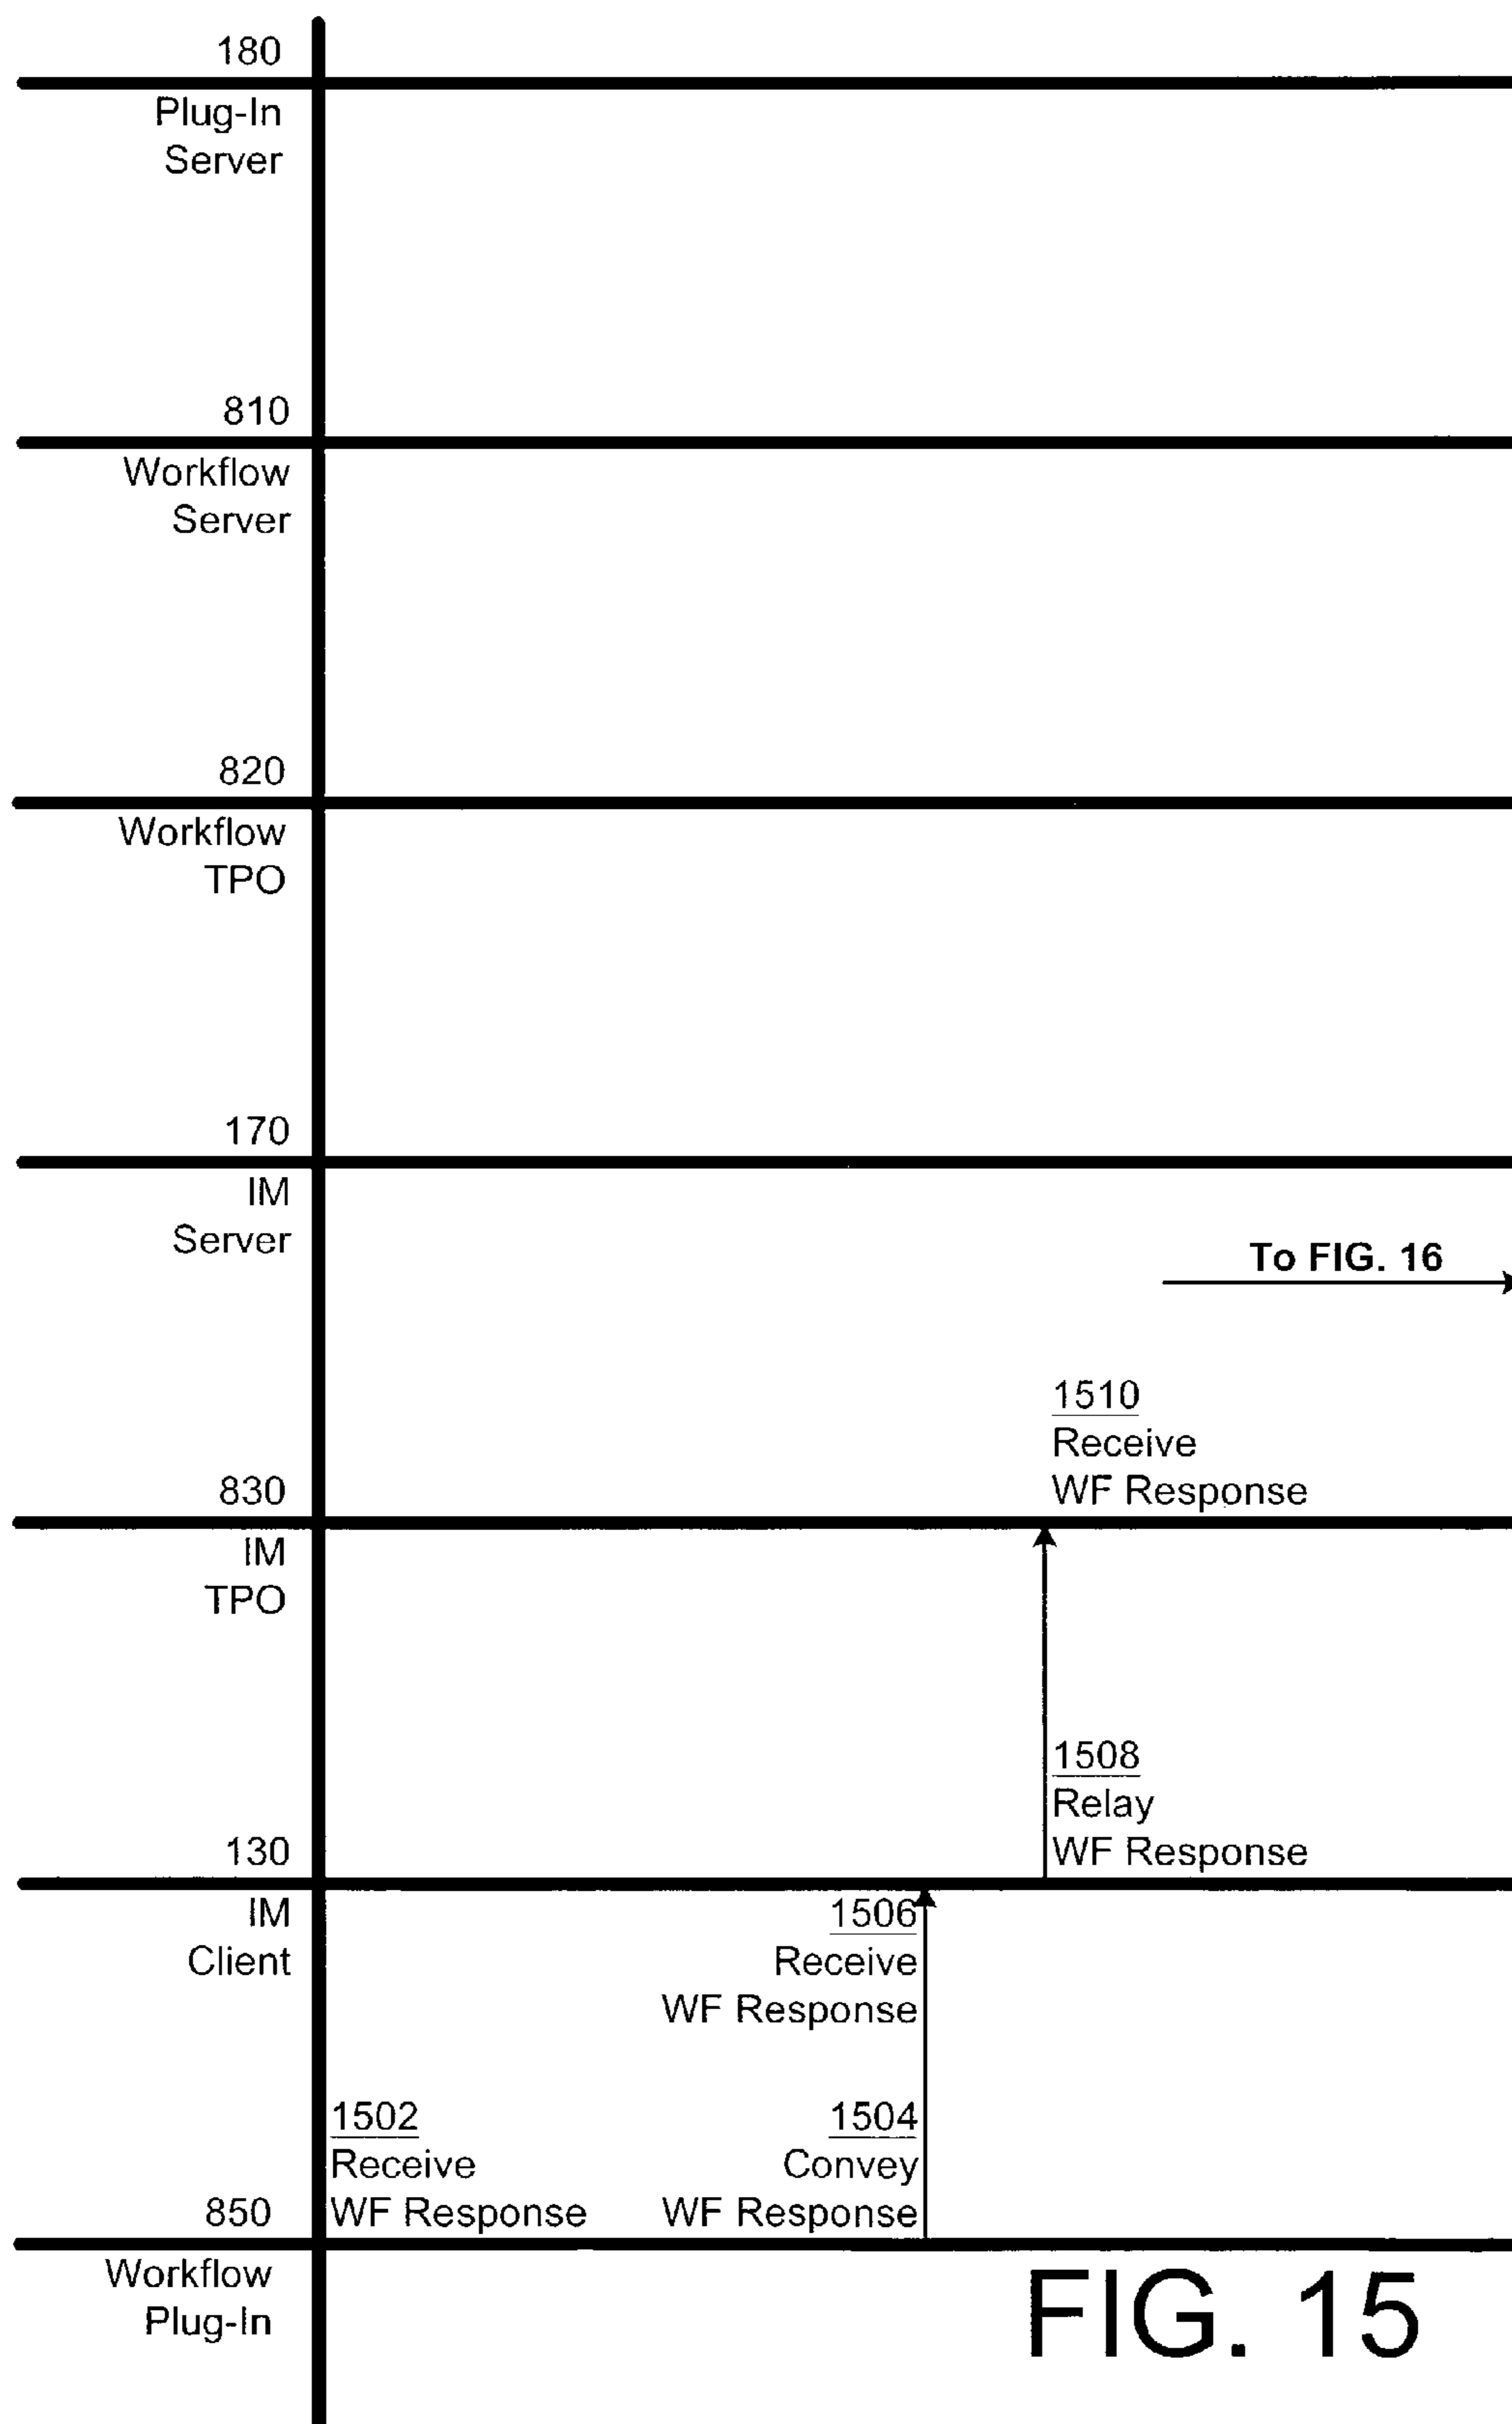 180
Plug-In
Server
810
Workflow
Server
820
Workflow
TPO
170
IM
Server
To FIG. 16
1510
Receive
WF Response
830
IM
TPO
1508
Relay
WF Response
130
IM
Client
1506
Receive
WF Response
1502
Receive
WF Response
1504
Convey
WF Response
850
Workflow
Plug-In
FIG. 15